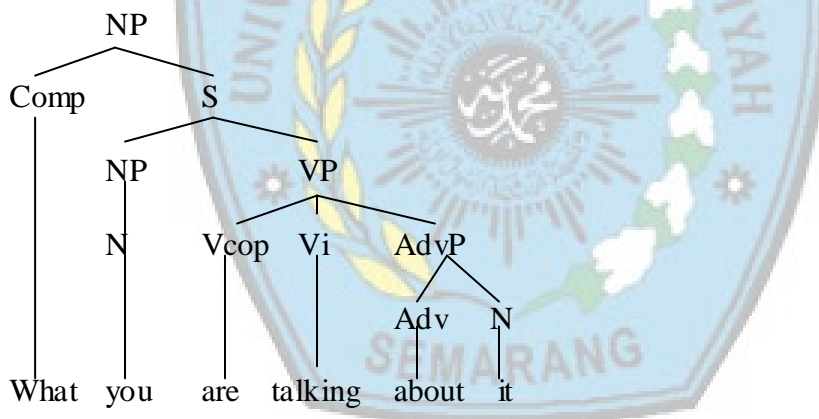 NP
Comp S
NP VP
N Vcop Vi AdvP
Adv N
SEMARANG
What you are talking about it